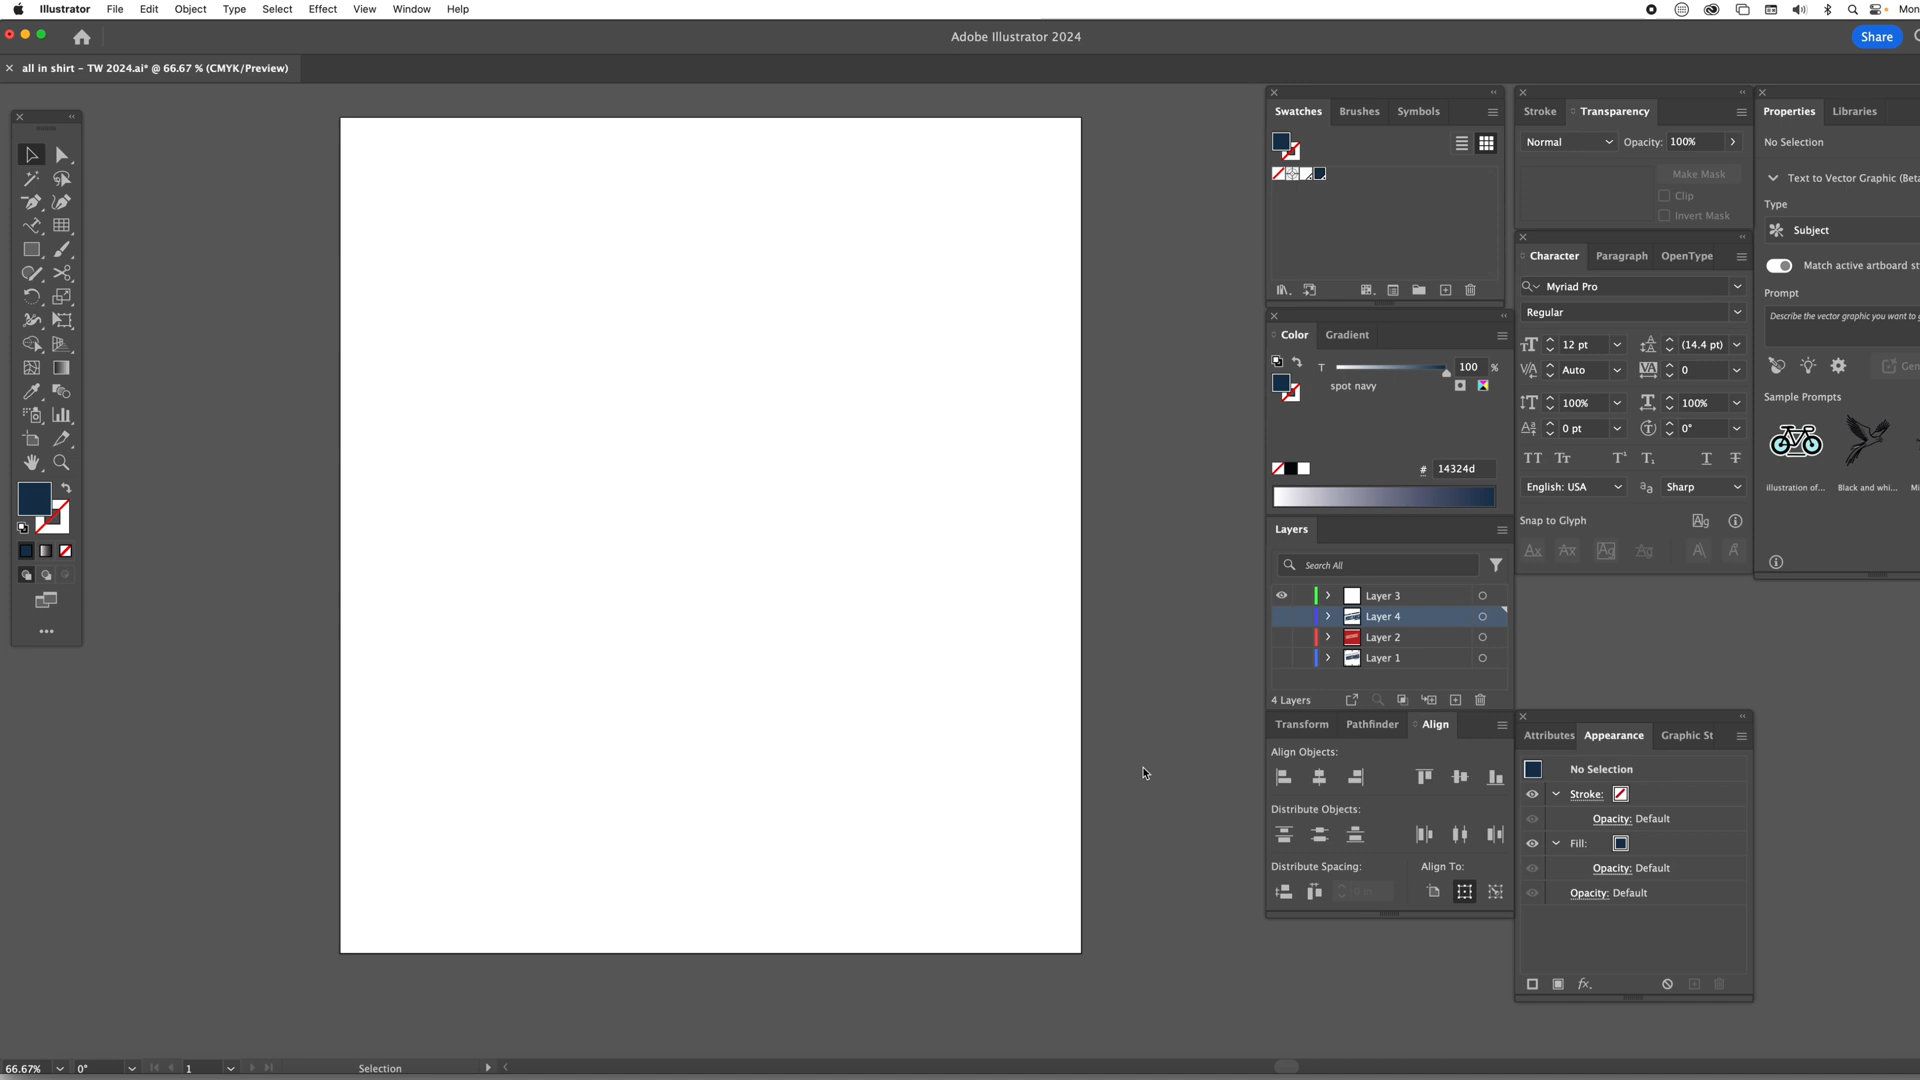 Illustrator File Edit Object Type Select Effect View Window Help
Mon
Adobe Illustrator 2024
Share
all in shirt – TW 2024.ai* @ 66.67 % (CMYK/Preview)
Swatches Brushes Symbols
Color Gradient
T 100 %
spot navy
# 14324d
Layers
Search All
Layer 3
Layer 4
Layer 2
Layer 1
4 Layers
Transform Pathfinder Align
Align Objects:
Distribute Objects:
Distribute Spacing: Align To:
0 in
Stroke Transparency
Normal Opacity: 100%
Make Mask
Clip
Invert Mask
Character Paragraph OpenType
Myriad Pro
Regular
12 pt (14.4 pt)
Auto 0
100% 100%
0 pt 0°
English: USA Sharp
Snap to Glyph
Attributes Appearance Graphic St
No Selection
Stroke:
Opacity: Default
Fill:
Opacity: Default
Opacity: Default
Properties Libraries
No Selection
Text to Vector Graphic (Beta
Type
Subject
Match active artboard st
Prompt
Describe the vector graphic you want to g
Gen
Sample Prompts
illustration of... Black and whi... Mi
66.67% 0° 1 Selection